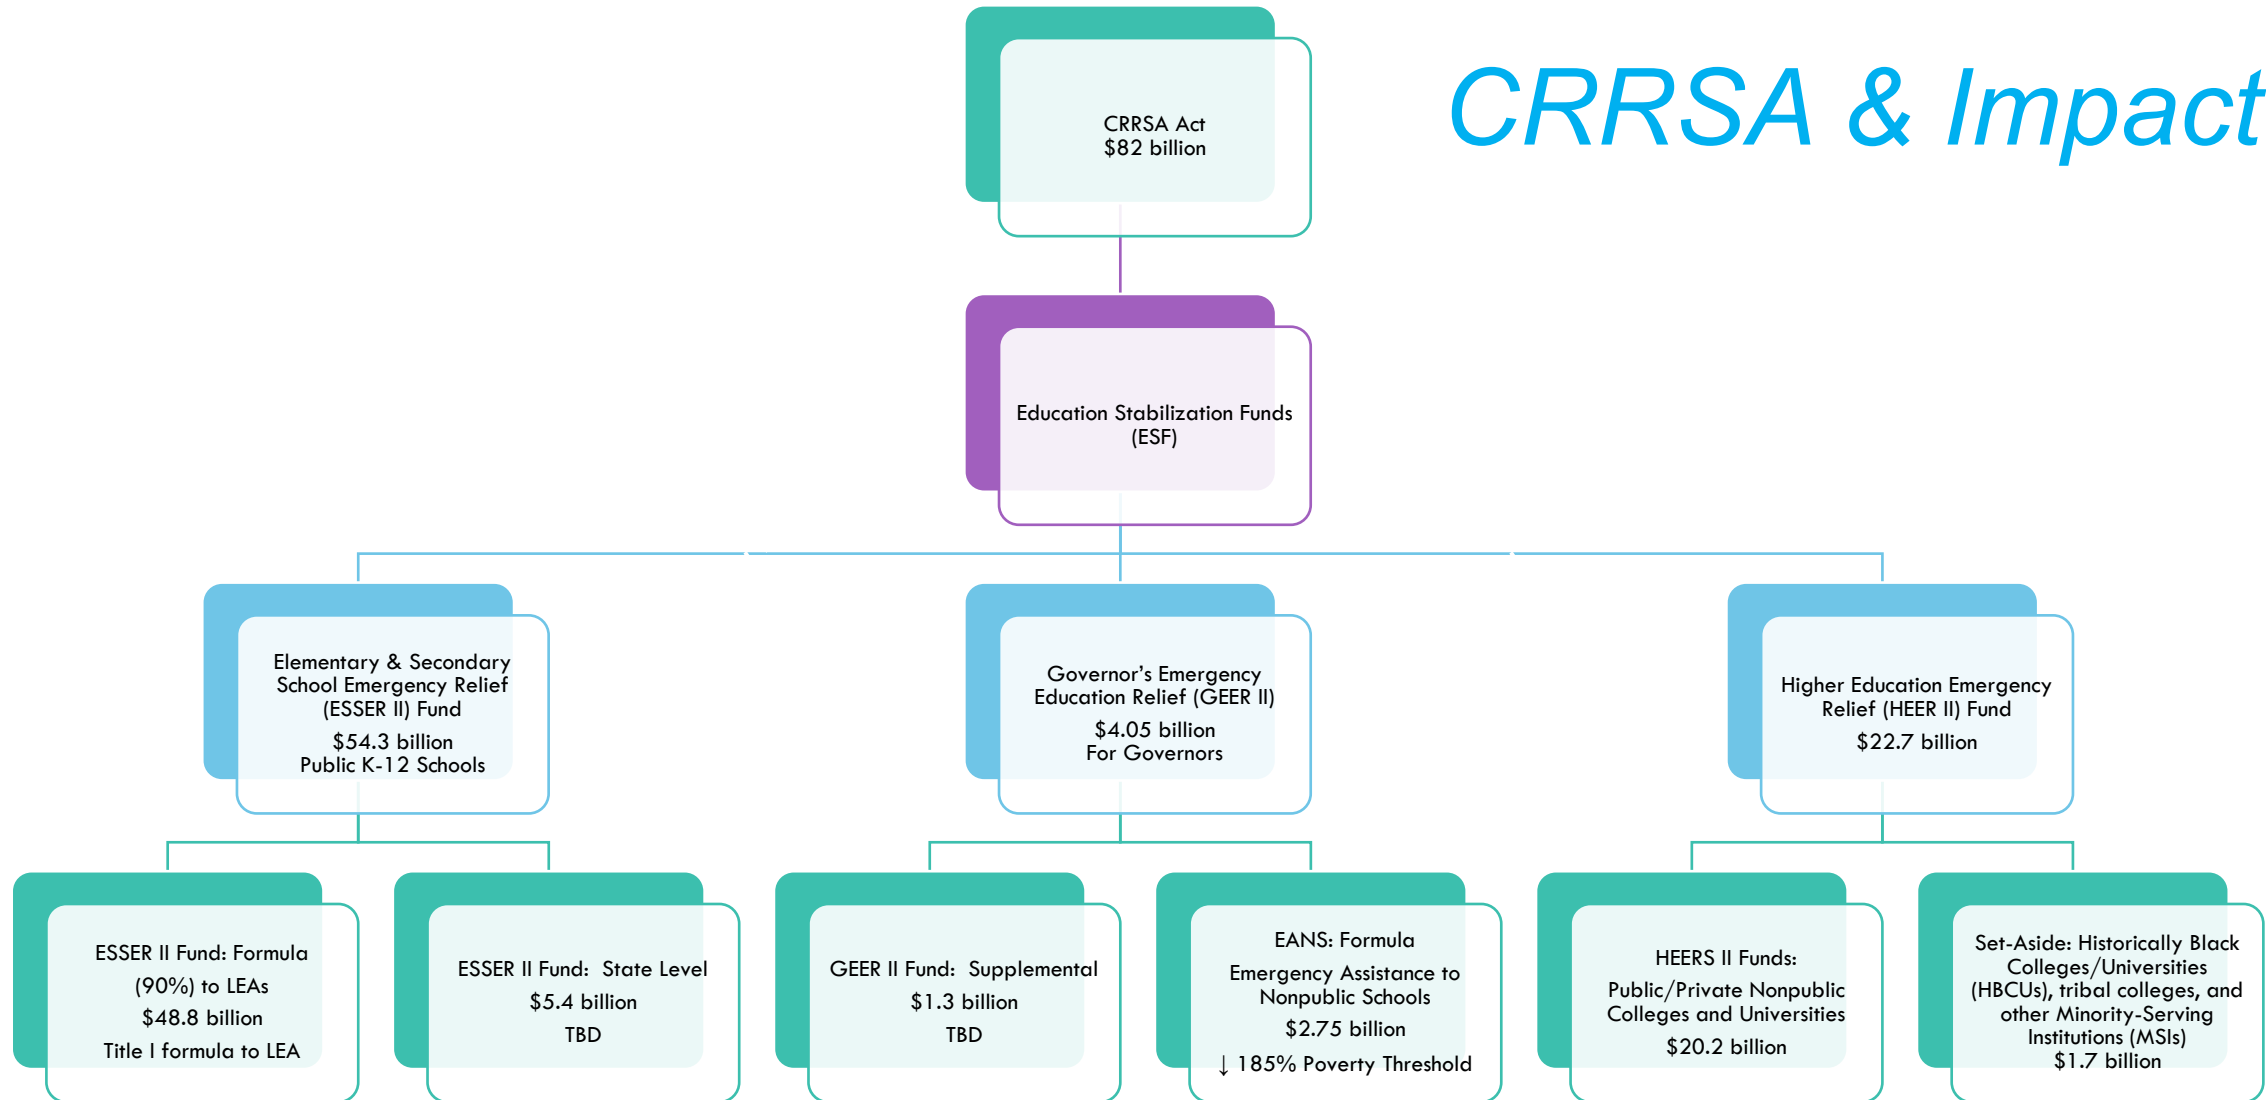 CRRSA & Impact
CRRSA Act
$82 billion
Education Stabilization Funds
(ESF)
Elementary & Secondary
School Emergency Relief
(ESSER II) Fund
$54.3 billion
Public K-12 Schools
Governor’s Emergency
Education Relief (GEER II)
$4.05 billion
For Governors
Higher Education Emergency
Relief (HEER II) Fund
$22.7 billion
ESSER II Fund: Formula
(90%) to LEAs
$48.8 billion
Title I formula to LEA
ESSER II Fund:  State Level
$5.4 billion
TBD
GEER II Fund:  Supplemental
$1.3 billion
TBD
EANS: Formula
Emergency Assistance to
Nonpublic Schools
$2.75 billion
↓ 185% Poverty Threshold
HEERS II Funds:
Public/Private Nonpublic
Colleges and Universities
$20.2 billion
Set-Aside: Historically Black
Colleges/Universities
(HBCUs), tribal colleges, and
other Minority-Serving
Institutions (MSIs)
$1.7 billion